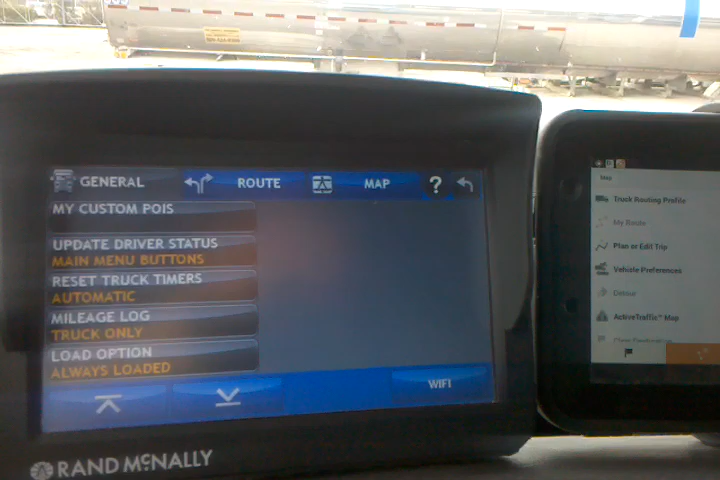 GENERAL
ROUTE
MAP
?
MY CUSTOM POIS
UPDATE DRIVER STATUS
MAIN MENU BUTTONS
RESET TRUCK TIMERS
AUTOMATIC
MILEAGE LOG
TRUCK ONLY
LOAD OPTION
ALWAYS LOADED
WIFI
RAND MCNALLY
Truck Routing Profile
My Route
Plan or Edit Trip
Vehicle Preferences
Detour
ActiveTraffic™ Map